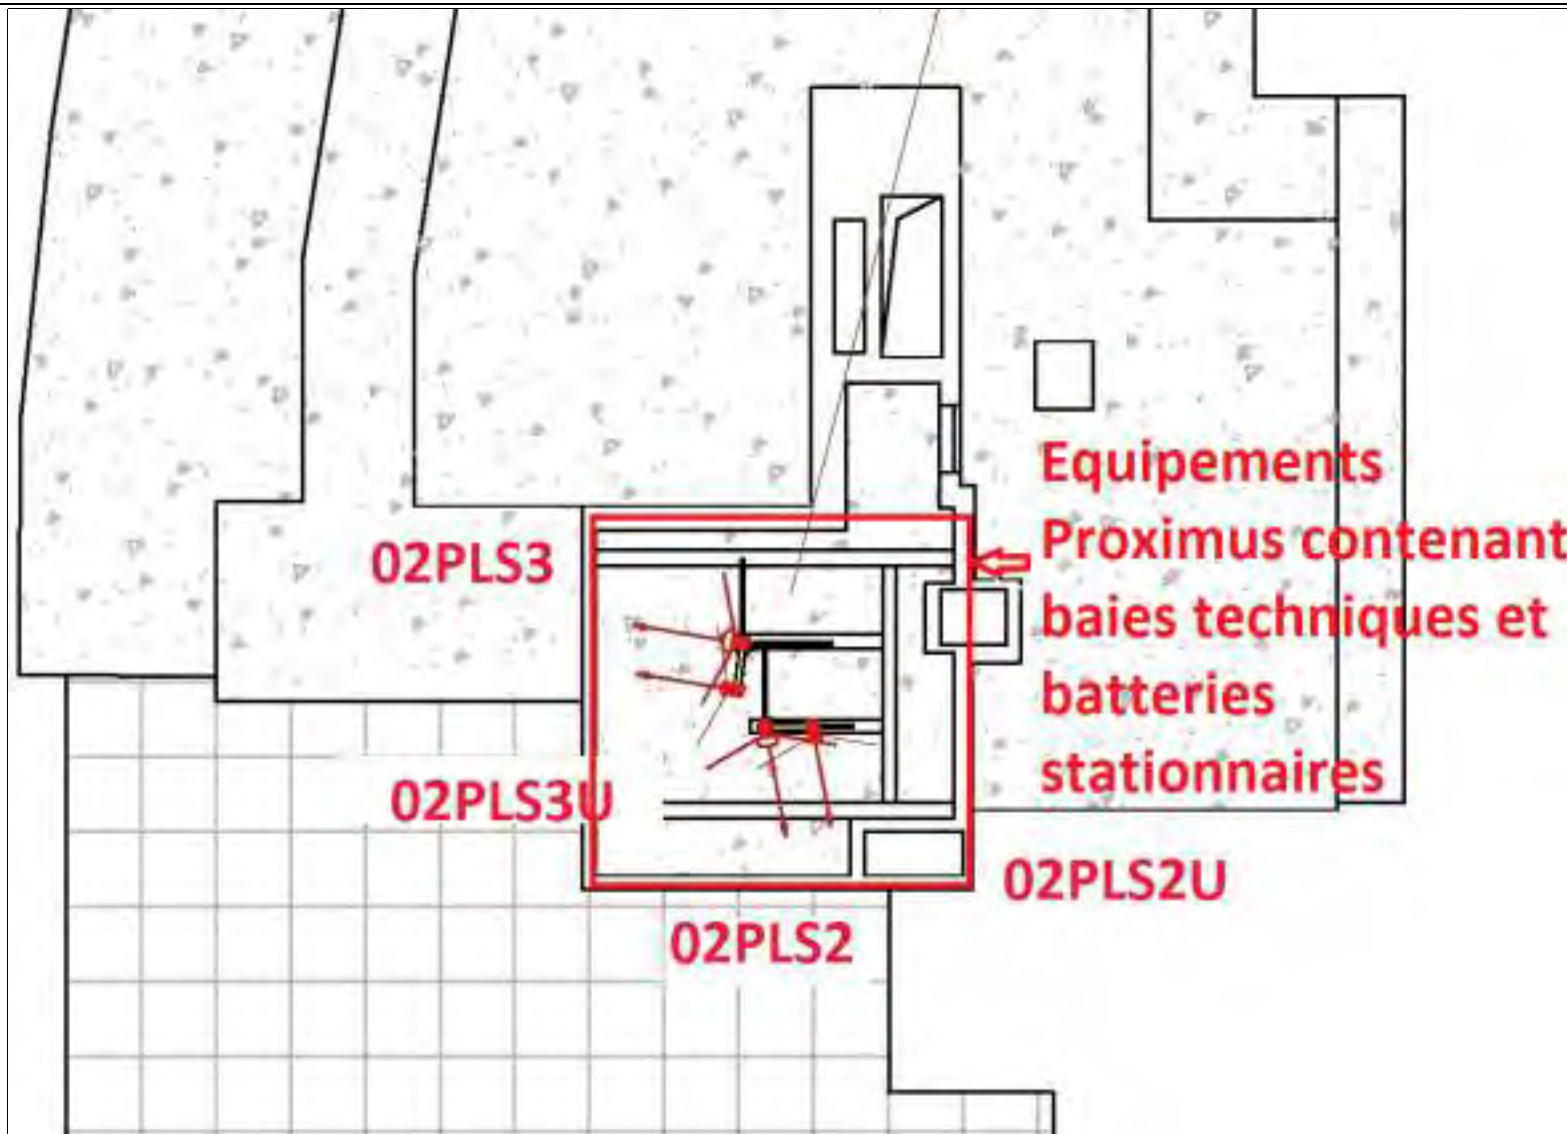 Equipements
02PLS3
Proximus contenant
baies techniques et
batteries
stationnaires
02PLS3U
02PLS2U
02PLS2